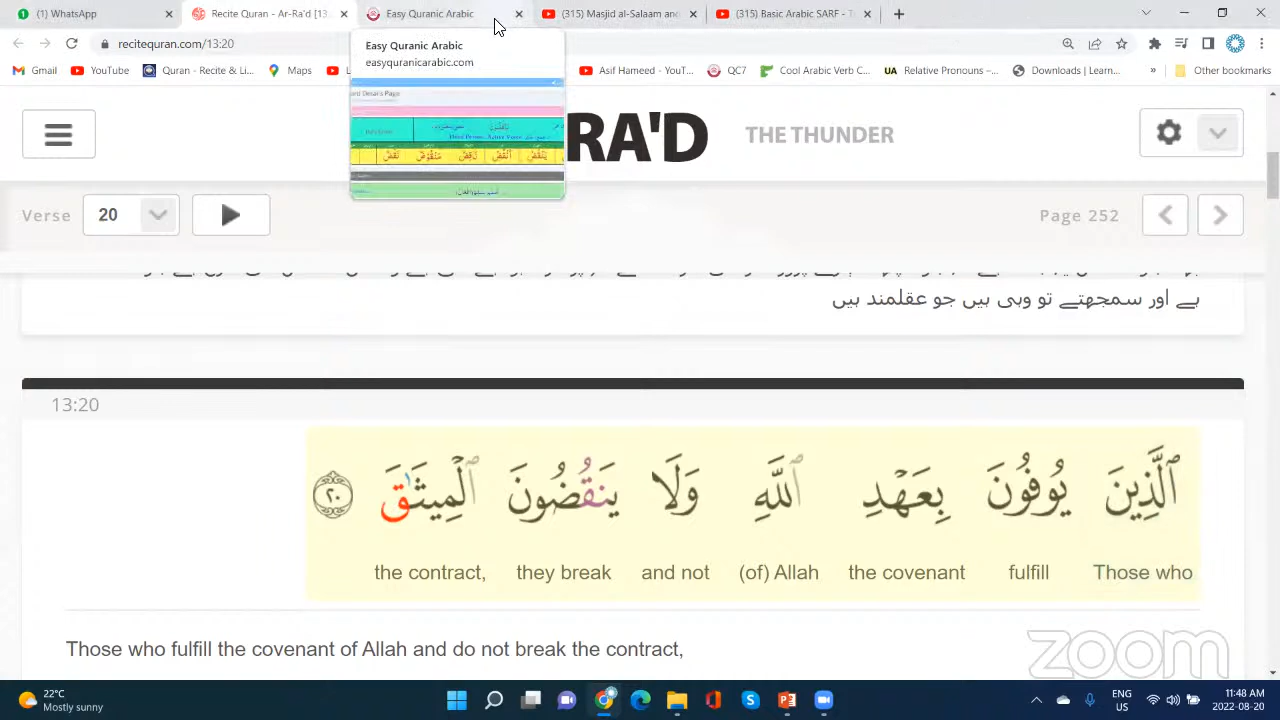 1
WhatsApp
Recite Quran - Ar-Ra'd [13...
Easy Quranic Arabic
(315) Masjid al-Salaam and
(315) Basic Arabic SARF - T
recitequran.com/13:20
Easy Quranic Arabic
easyquranicarabic.com
Gmail
YouTube
Quran - Recite & Li...
Maps
Asif Hameed - YouT...
QC7
Cool Arabic Verb C...
UA Relative Pronouns –...
Downloads | Learn...
»
Other bookmarks
RA'D
THE THUNDER
Verse
20
Page 252
ہے اور سمجھتے تو وہی ہیں جو عقلمند ہیں
13:20
ٱلَّذِينَ يُوفُونَ بِعَهْدِ ٱللَّهِ وَلَا يَنقُضُونَ ٱلْمِيثَـٰقَ ٢٠
Those who fulfill the covenant (of) Allah and not they break the contract,
Those who fulfill the covenant of Allah and do not break the contract,
zoom
22°C
Mostly sunny
ENG
US
11:48 AM
2022-08-20